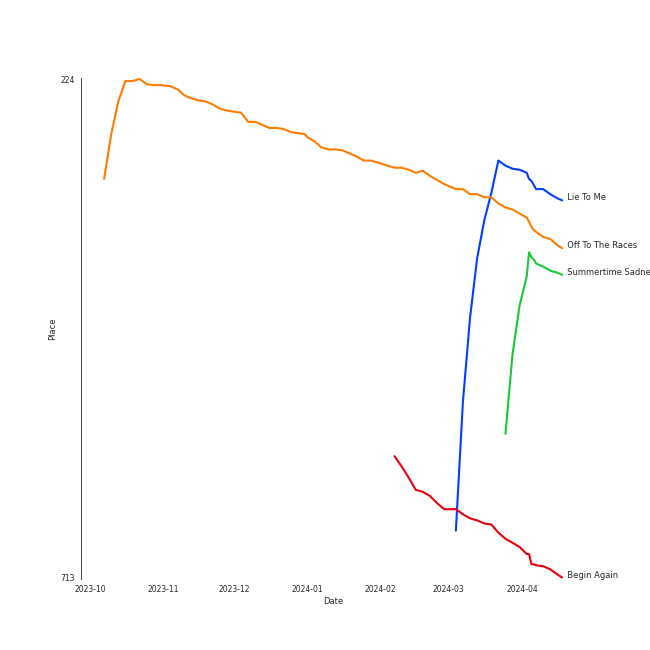 224
Lie To Me
Off To The Races
Summertime Sadne
Place
Begin Again
713
2023-10
2023-11
2023-12
2024-01
2024-02
2024-03
2024-04
Date